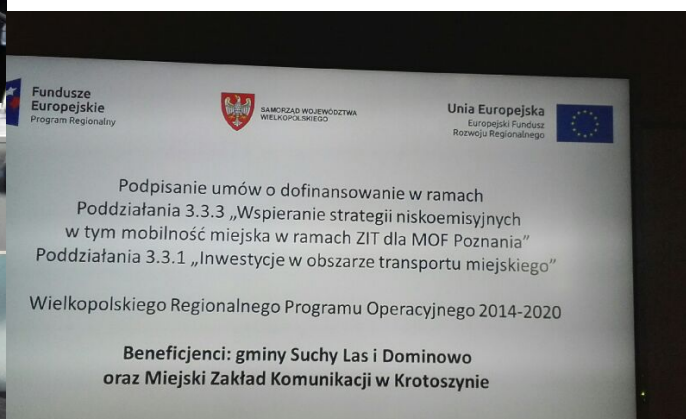 Fundusze
Europejskie
Program Regionalny
SAMORZĄD WOJEWÓDZTWA
WIELKOPOLSKIEGO
Unia Europejska
Europejski Fundusz
Rozwoju Regionalnego
Podpisanie umów o dofinansowanie w ramach
Poddziałania 3.3.3 „Wspieranie strategii niskoemisyjnych
w tym mobilność miejska w ramach ZIT dla MOF Poznania”
Poddziałania 3.3.1 „Inwestycje w obszarze transportu miejskiego”
Wielkopolskiego Regionalnego Programu Operacyjnego 2014-2020
Beneficjenci: gminy Suchy Las i Dominowo
oraz Miejski Zakład Komunikacji w Krotoszynie